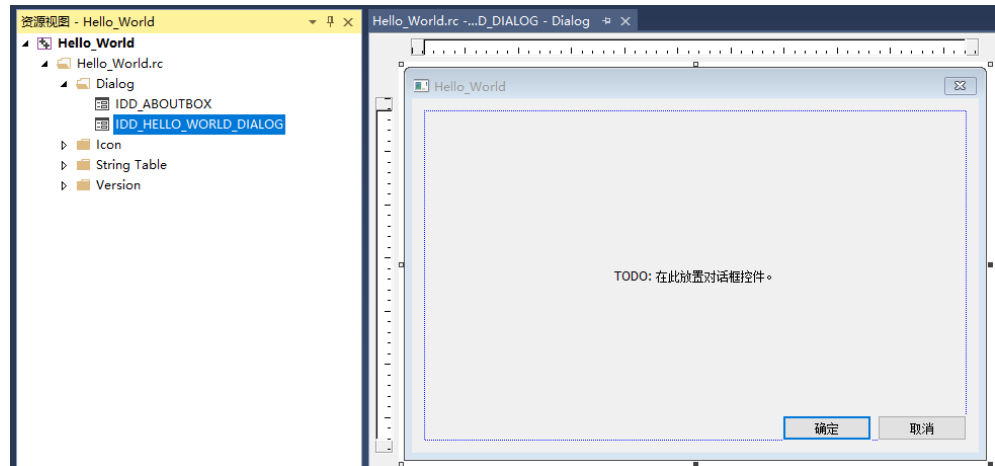 资源视图 - Hello_World
Hello_World
Hello_World.rc
Dialog
IDD_ABOUTBOX
IDD_HELLO_WORLD_DIALOG
Icon
String Table
Version
Hello_World.rc -...D_DIALOG - Dialog
Hello_World
TODO: 在此放置对话框控件。
确定
取消